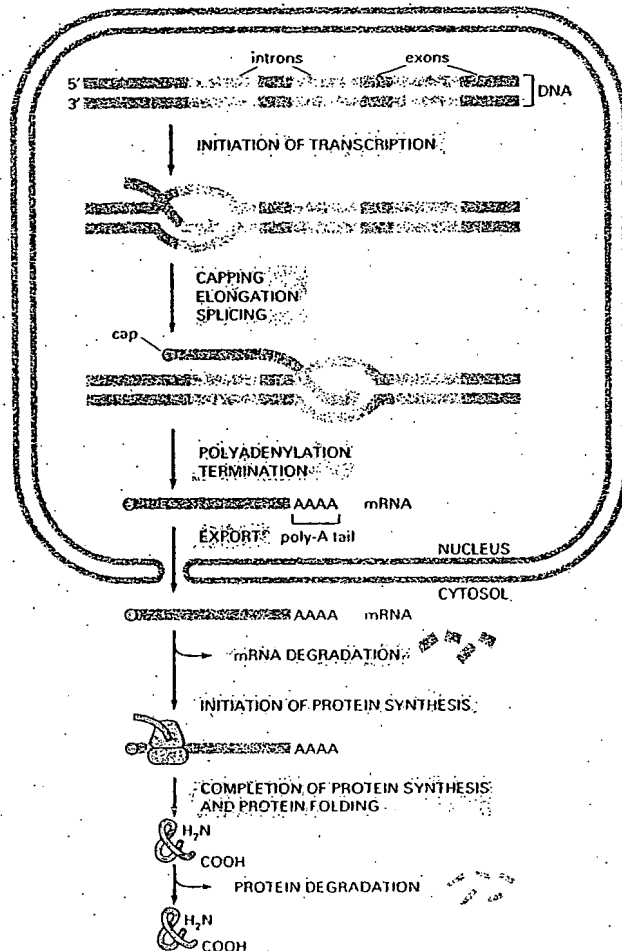 introns exons
5′
3′
DNA
INITIATION OF TRANSCRIPTION
CAPPING
ELONGATION
SPLICING
cap
POLYADENYLATION
TERMINATION
AAAA mRNA
EXPORT poly-A tail
NUCLEUS
CYTOSOL
AAAA mRNA
mRNA DEGRADATION
INITIATION OF PROTEIN SYNTHESIS
AAAA
COMPLETION OF PROTEIN SYNTHESIS
AND PROTEIN FOLDING
H₂N
COOH
PROTEIN DEGRADATION
H₂N
COOH